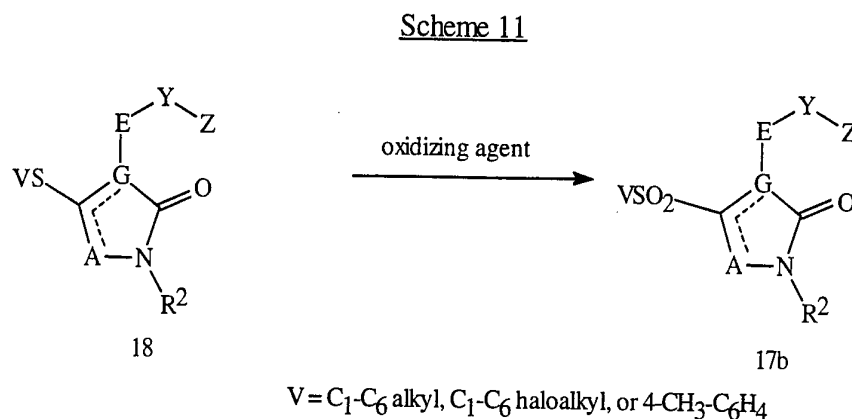 Scheme 11
VS E Y Z G O A N R² 18
oxidizing agent
VSO₂ E Y Z G O A N R² 17b
V = C₁-C₆ alkyl, C₁-C₆ haloalkyl, or 4-CH₃-C₆H₄